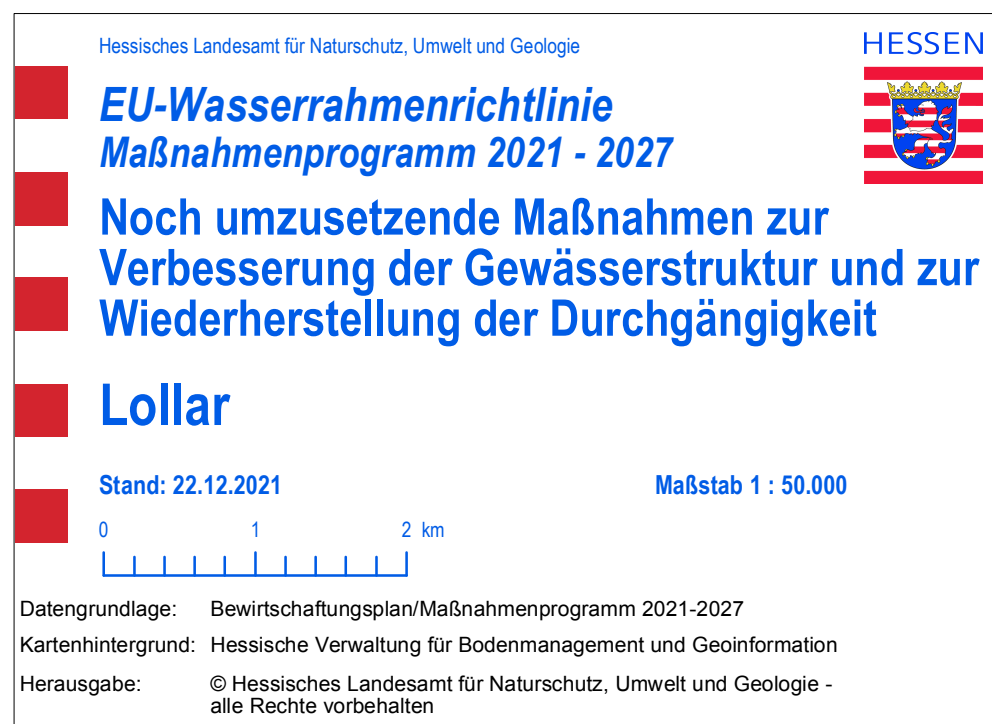 Hessisches Landesamt für Naturschutz, Umwelt und Geologie
HESSEN
EU-Wasserrahmenrichtlinie
Maßnahmenprogramm 2021 - 2027
Noch umzusetzende Maßnahmen zur
Verbesserung der Gewässerstruktur und zur
Wiederherstellung der Durchgängigkeit
Lollar
Stand: 22.12.2021 Maßstab 1 : 50.000
0 1 2 km
Datengrundlage: Bewirtschaftungsplan/Maßnahmenprogramm 2021-2027
Kartenhintergrund: Hessische Verwaltung für Bodenmanagement und Geoinformation
Herausgabe: © Hessisches Landesamt für Naturschutz, Umwelt und Geologie -
alle Rechte vorbehalten